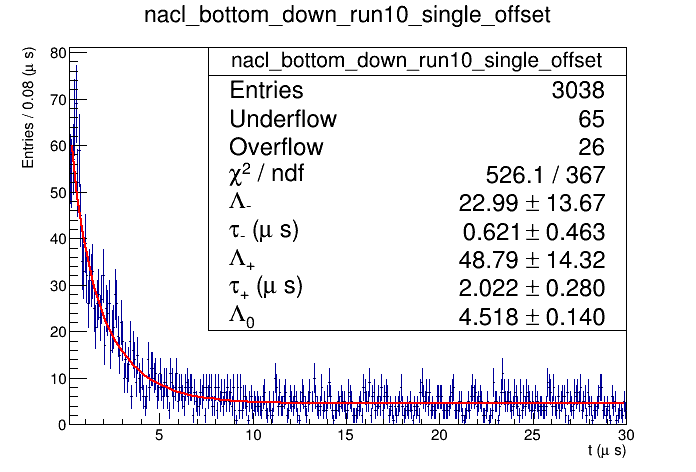 nacl_bottom_down_run10_single_offset
Entries / 0.08 (μ s)
80
70
60
50
40
30
20
10
0
nacl_bottom_down_run10_single_offset
Entries 3038
Underflow 65
Overflow 26
χ² / ndf 526.1 / 367
Λ₋ 22.99 ± 13.67
τ₋ (μ s) 0.621 ± 0.463
Λ₊ 48.79 ± 14.32
τ₊ (μ s) 2.022 ± 0.280
Λ₀ 4.518 ± 0.140
5 10 15 20 25 30
t (μ s)